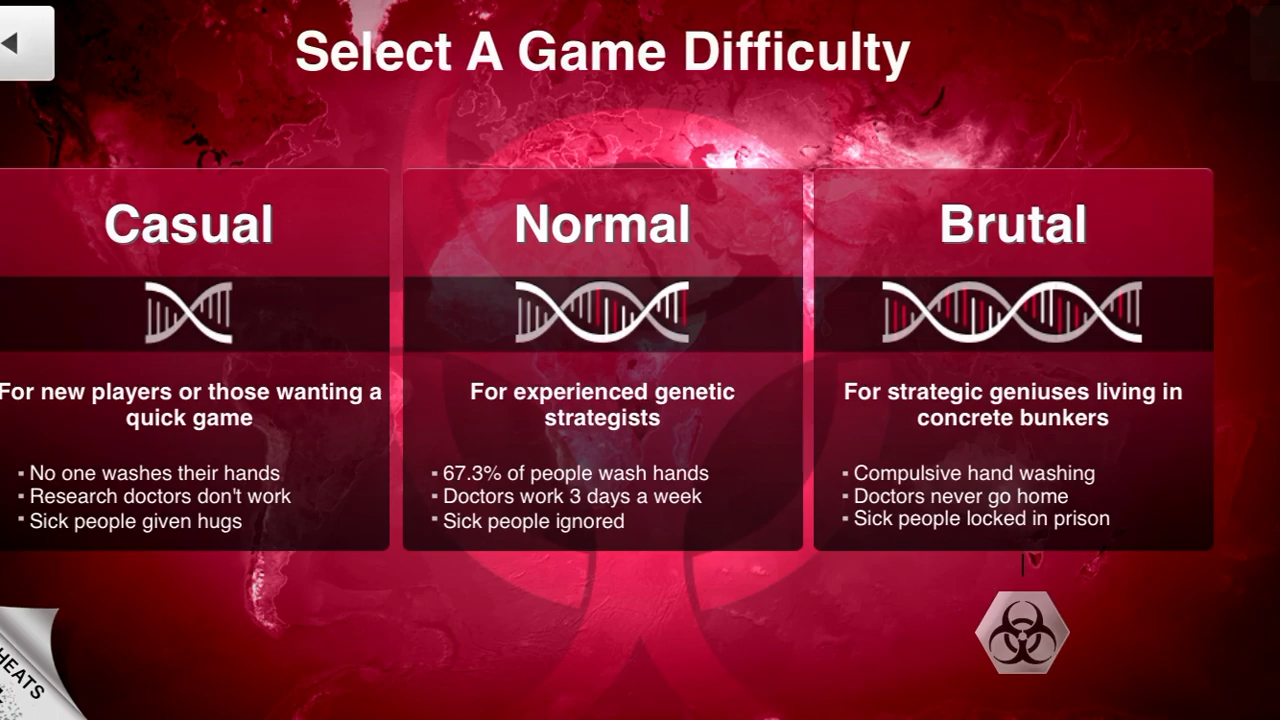 Select A Game Difficulty
Casual
For new players or those wanting a
quick game
▪ No one washes their hands
▪ Research doctors don't work
▪ Sick people given hugs
Normal
For experienced genetic
strategists
▪ 67.3% of people wash hands
▪ Doctors work 3 days a week
▪ Sick people ignored
Brutal
For strategic geniuses living in
concrete bunkers
▪ Compulsive hand washing
▪ Doctors never go home
▪ Sick people locked in prison
HEATS